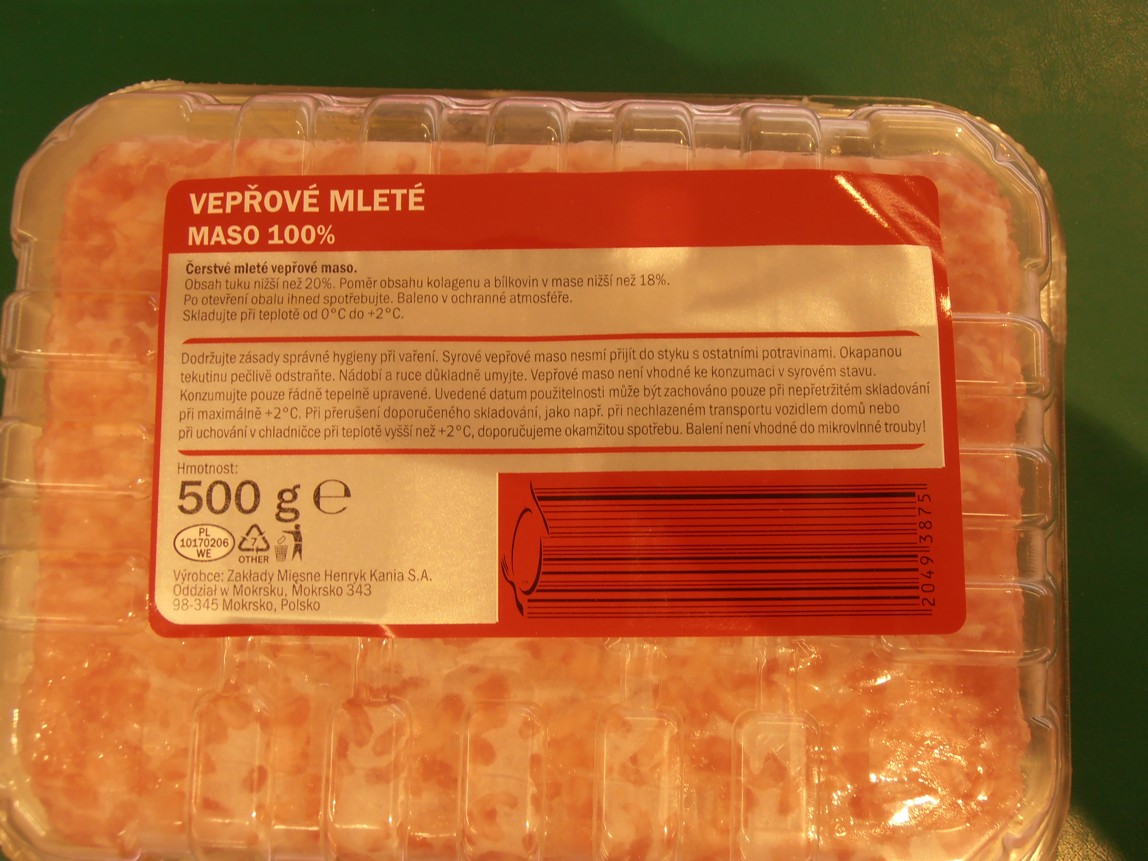 VEPŘOVÉ MLETÉ
MASO 100%
Čerstvé mleté vepřové maso.
Obsah tuku nižší než 20%. Poměr obsahu kolagenu a bílkovin v mase nižší než 18%.
Po otevření obalu ihned spotřebujte. Baleno v ochranné atmosféře.
Skladujte při teplotě od 0°C do +2°C.
Dodržujte zásady správné hygieny při vaření. Syrové vepřové maso nesmí přijít do styku s ostatními potravinami. Okapanou
tekutinu pečlivě odstraňte. Nádobí a ruce důkladně umyjte. Vepřové maso není vhodné ke konzumaci v syrovém stavu.
Konzumujte pouze řádně tepelně upravené. Uvedené datum použitelnosti může být zachováno pouze při nepřetržitém skladování
při maximálně +2°C. Při přerušení doporučeného skladování, jako např. při nechlazeném transportu vozidlem domů nebo
při uchování v chladničce při teplotě vyšší než +2°C, doporučujeme okamžitou spotřebu. Balení není vhodné do mikrovlnné trouby!
Hmotnost:
500 g ℮
PL
10170206
WE
7
OTHER
Výrobce: Zakłady Mięsne Henryk Kania S.A.
Oddział w Mokrsku, Mokrsko 343
98-345 Mokrsko, Polsko
20493875